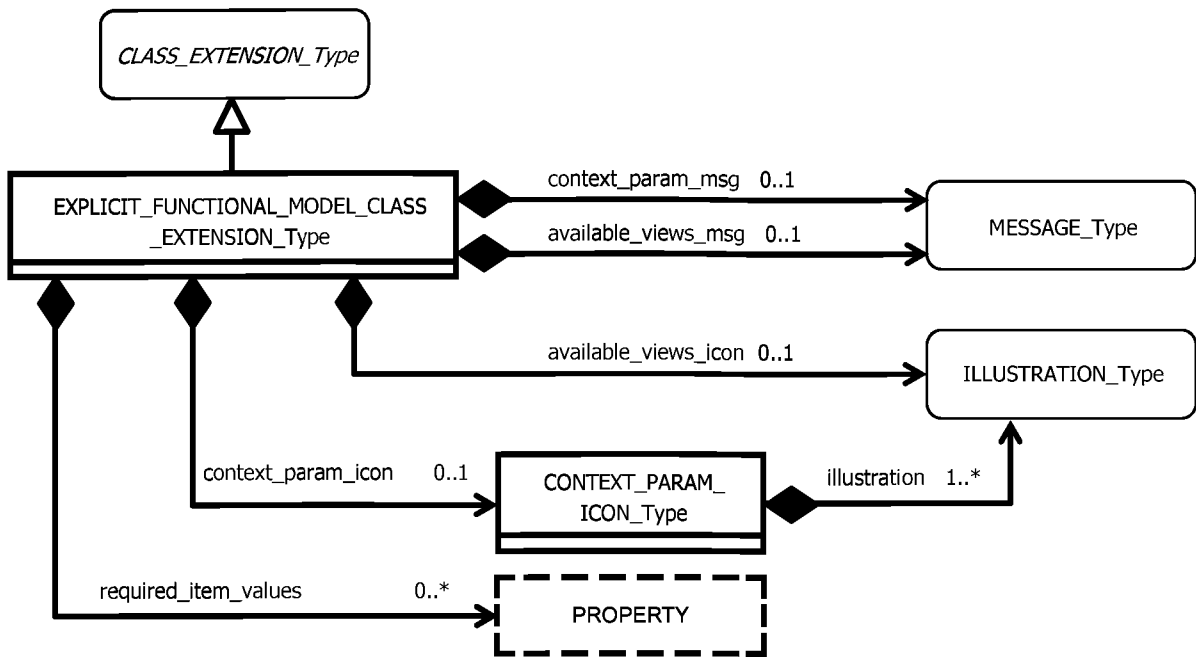 CLASS_EXTENSION_Type
EXPLICIT_FUNCTIONAL_MODEL_CLASS
_EXTENSION_Type
context_param_msg 0..1
available_views_msg 0..1
MESSAGE_Type
available_views_icon 0..1
ILLUSTRATION_Type
context_param_icon 0..1
CONTEXT_PARAM_
ICON_Type
illustration 1..*
required_item_values 0..*
PROPERTY